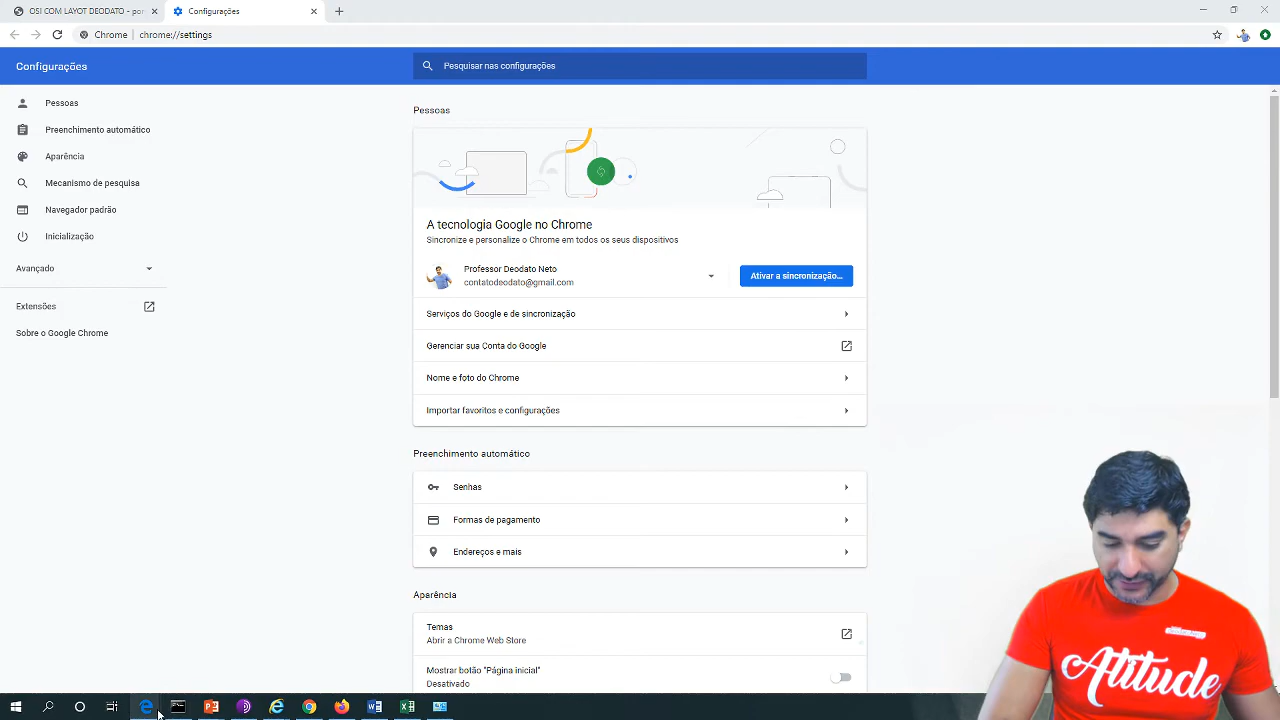 OSI COM LAYOT DEODATO - po
Configurações
Chrome
chrome://settings
Configurações
Pesquisar nas configurações
Pessoas
Preenchimento automático
Aparência
Mecanismo de pesquisa
Navegador padrão
Inicialização
Avançado
Extensões
Sobre o Google Chrome
Pessoas
A tecnologia Google no Chrome
Sincronize e personalize o Chrome em todos os seus dispositivos
Professor Deodato Neto
contatodeodato@gmail.com
Ativar a sincronização...
Serviços do Google e de sincronização
Gerenciar sua Conta do Google
Nome e foto do Chrome
Importar favoritos e configurações
Preenchimento automático
Senhas
Formas de pagamento
Endereços e mais
Aparência
Temas
Abrir a Chrome Web Store
Mostrar botão "Página inicial"
Desativado
Atitude